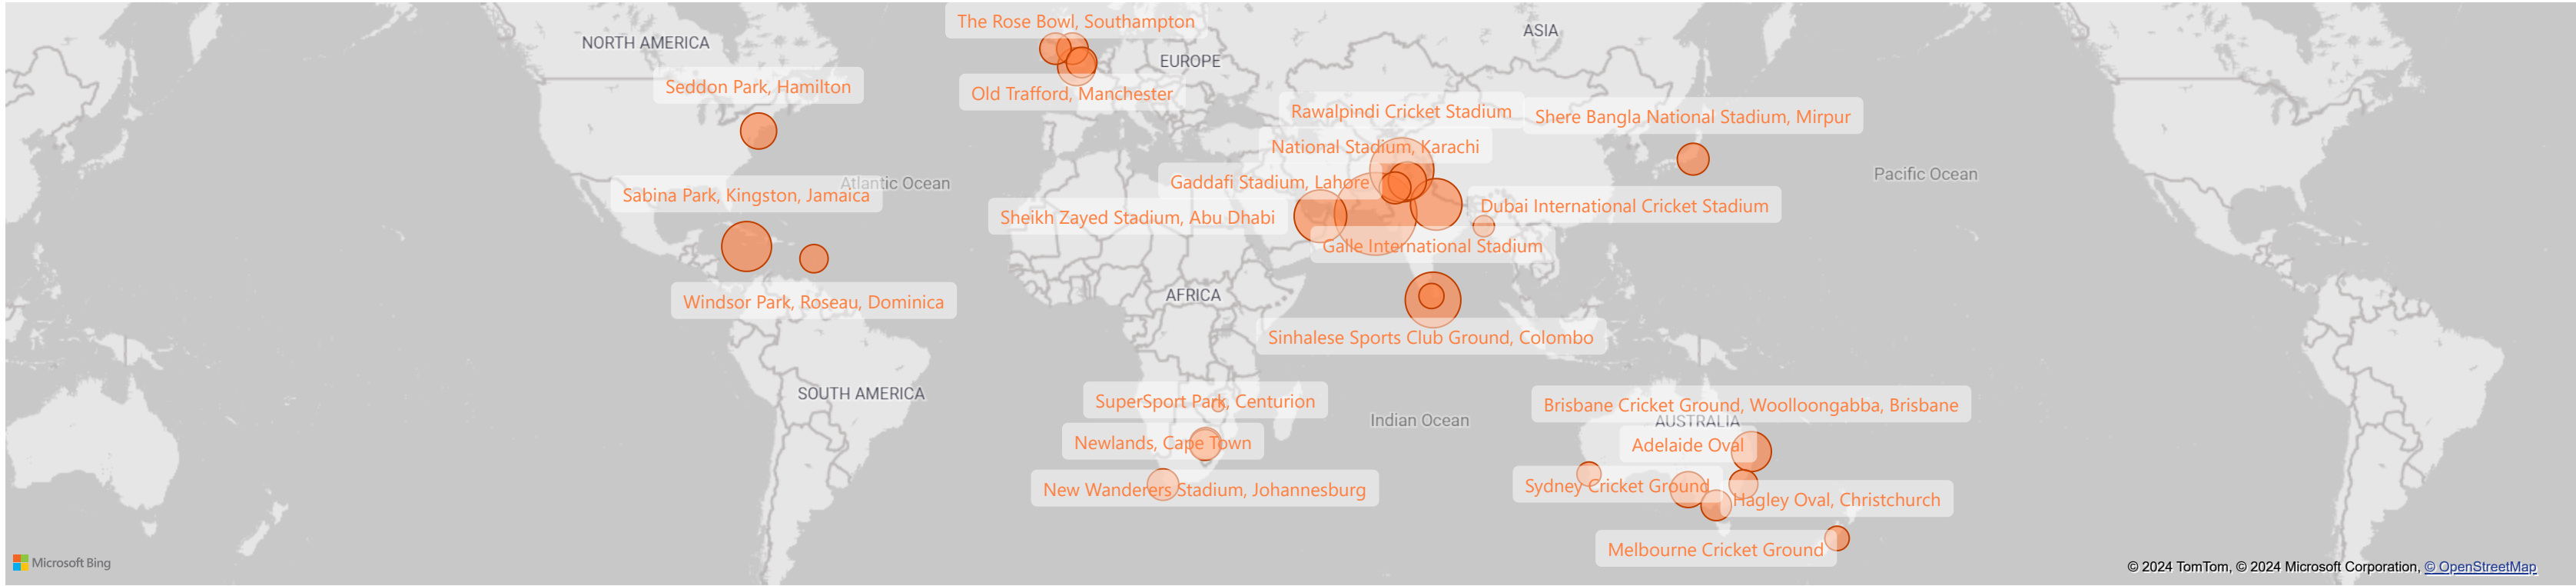 The Rose Bowl, Southampton
ASIA
NORTH AMERICA
EUROPE
Seddon Park, Hamilton
Old Trafford, Manchester
Rawalpindi Cricket Stadium
Shere Bangla National Stadium, Mirpur
National Stadium, Karachi
Pacific Ocean
Gaddafi Stadium, Lahore
Atlantic Ocean
Sabina Park, Kingston, Jamaica
Dubai International Cricket Stadium
Sheikh Zayed Stadium, Abu Dhabi
Galle International Stadium
AFRICA
Windsor Park, Roseau, Dominica
Sinhalese Sports Club Ground, Colombo
SOUTH AMERICA
SuperSport Park, Centurion
Brisbane Cricket Ground, Woolloongabba, Brisbane
Indian Ocean
AUSTRALIA
Newlands, Cape Town
Adelaide Oval
Sydney Cricket Ground
New Wanderers Stadium, Johannesburg
Hagley Oval, Christchurch
Melbourne Cricket Ground
Microsoft Bing
© 2024 TomTom, © 2024 Microsoft Corporation, © OpenStreetMap